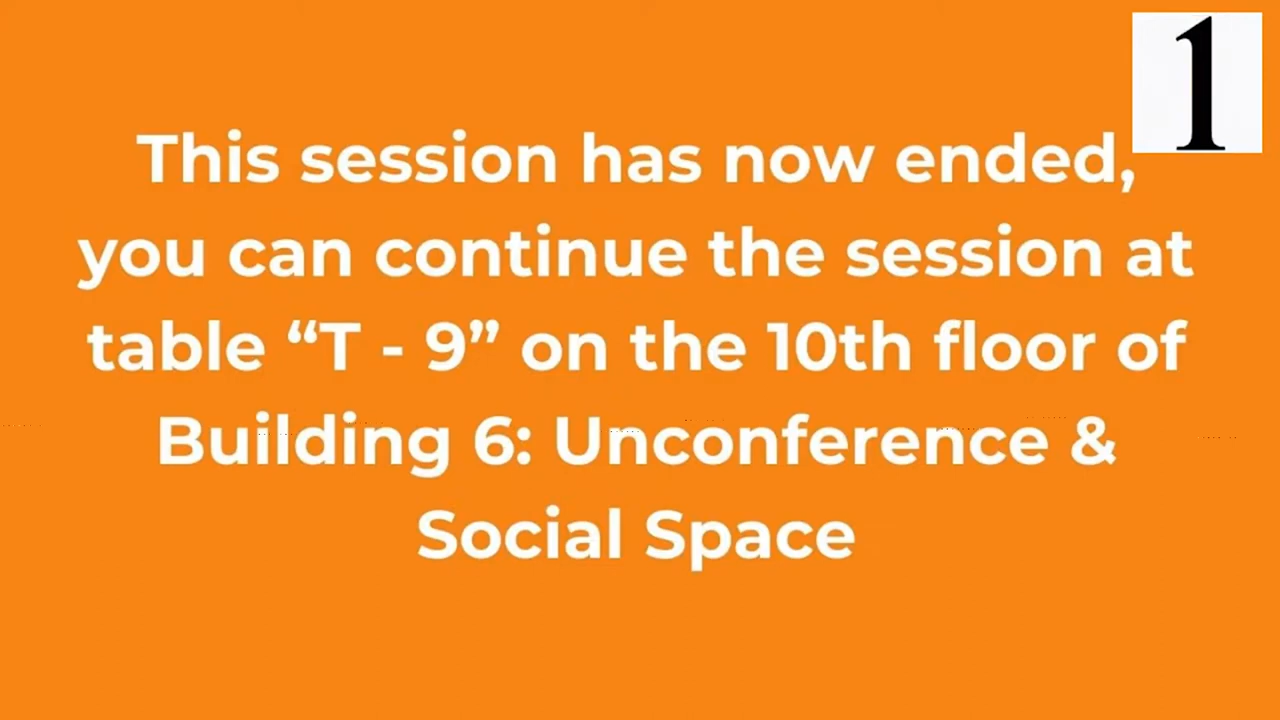 1
This session has now ended,
you can continue the session at
table “T - 9” on the 10th floor of
Building 6: Unconference &
Social Space